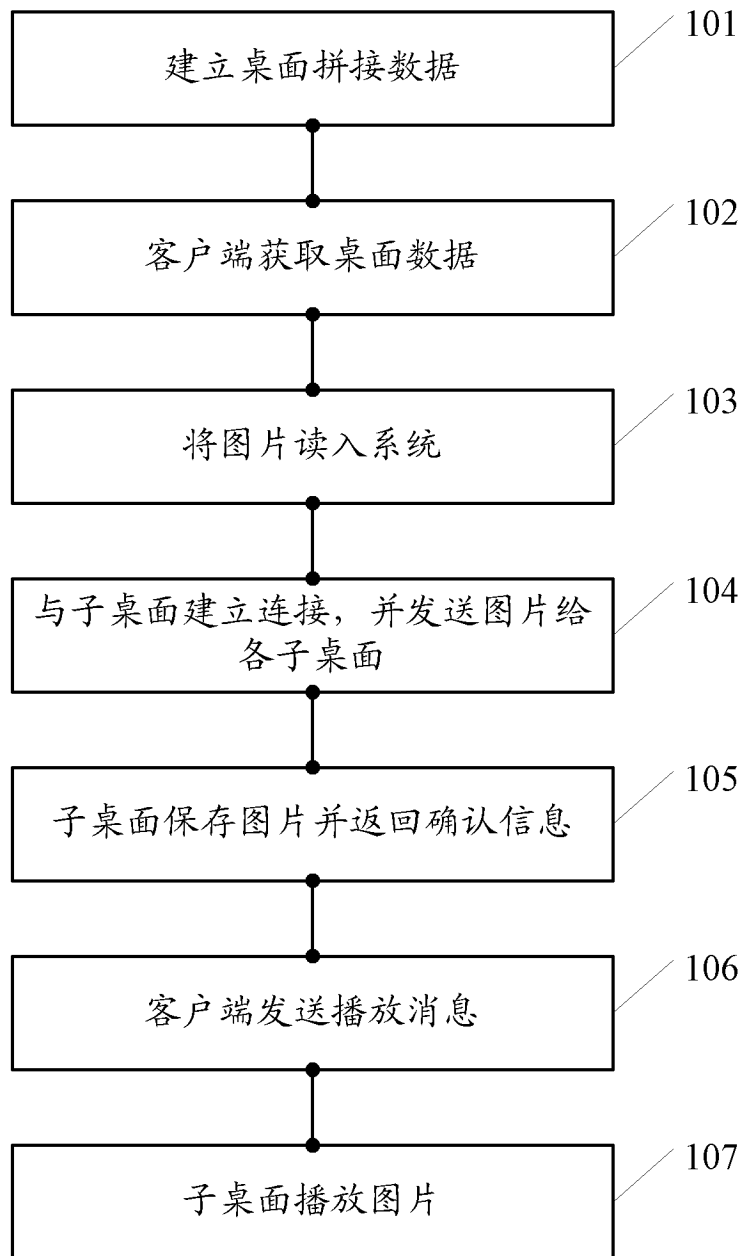 建立桌面拼接数据
101
客户端获取桌面数据
102
将图片读入系统
103
与子桌面建立连接，并发送图片给
各子桌面
104
子桌面保存图片并返回确认信息
105
客户端发送播放消息
106
子桌面播放图片
107